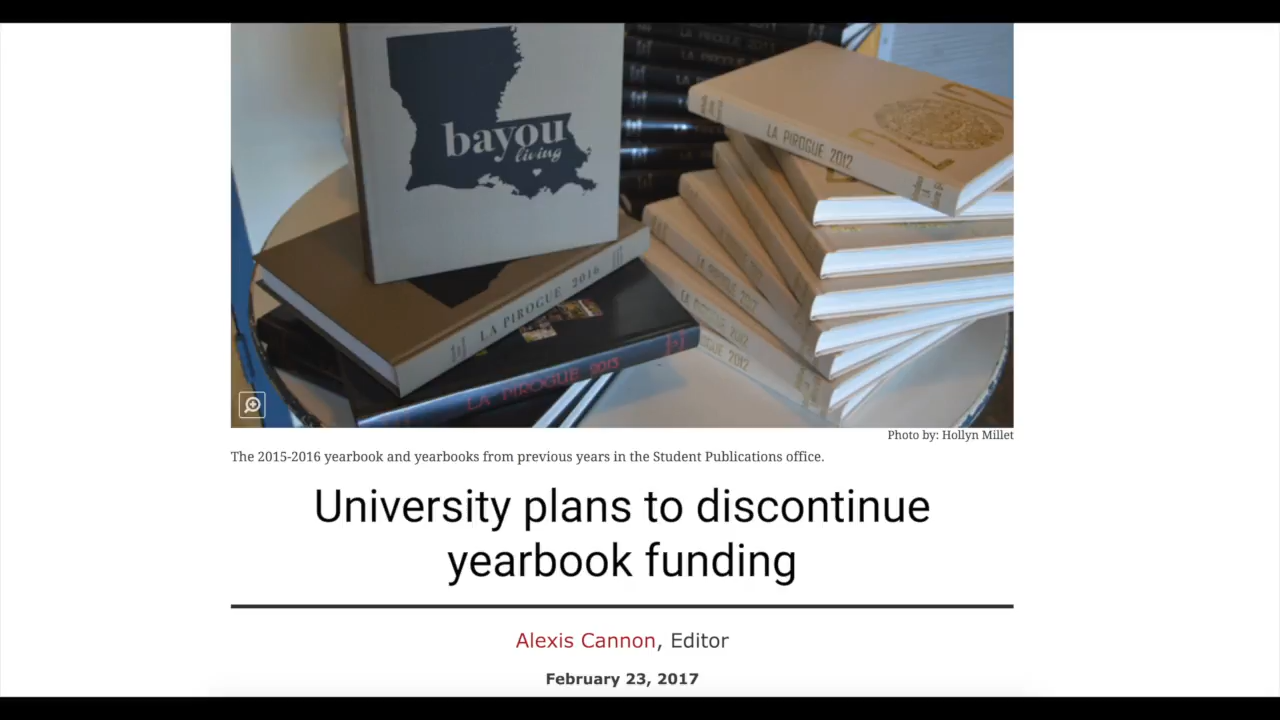 bayou
living
LA PIROGUE 2012
LA PIROGUE 2016
LA PIROGUE 2013
Photo by: Hollyn Millet
The 2015-2016 yearbook and yearbooks from previous years in the Student Publications office.
University plans to discontinue
yearbook funding
Alexis Cannon, Editor
February 23, 2017